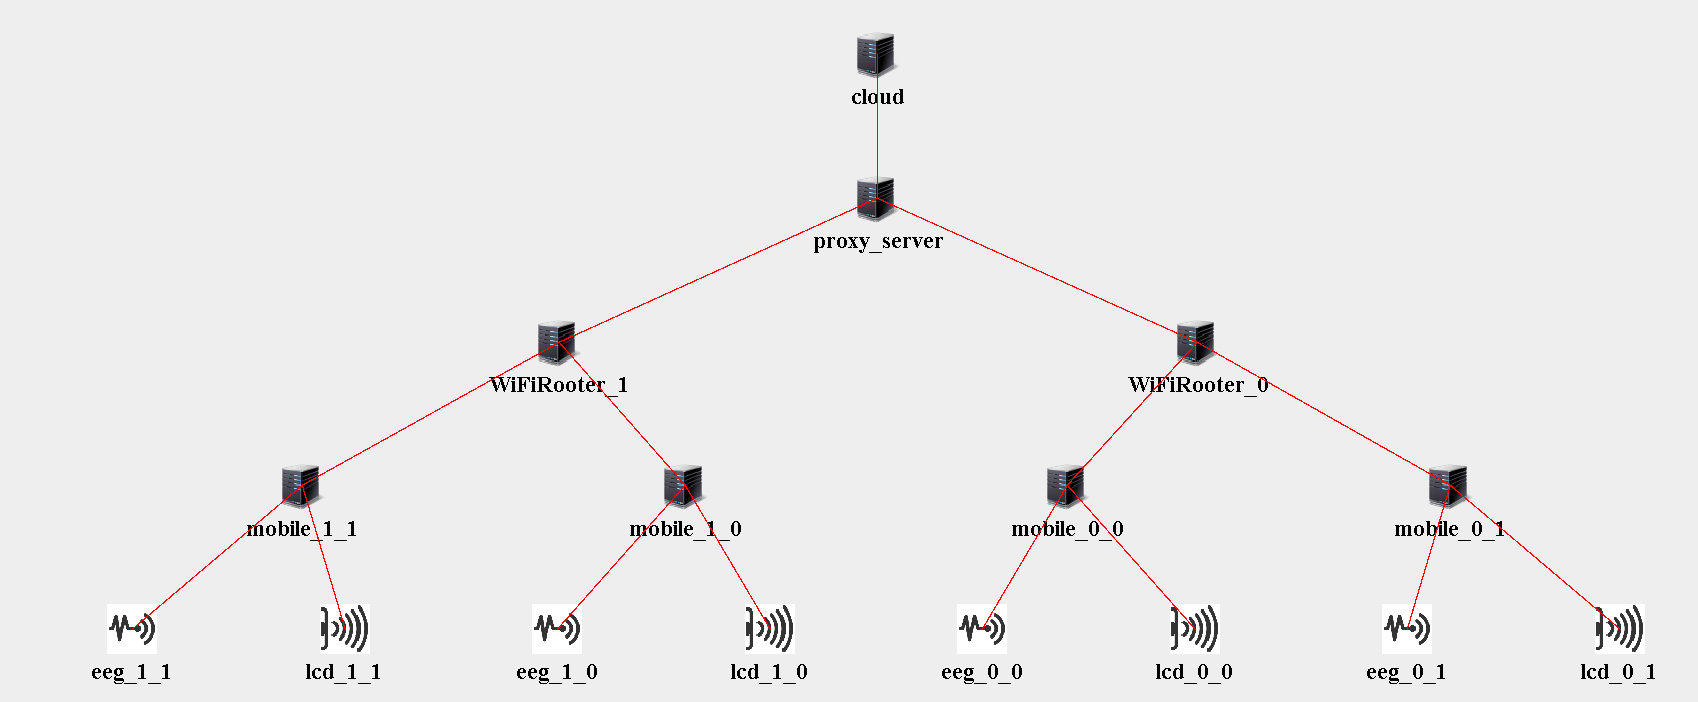 cloud
proxy_server
WiFiRooter_1
WiFiRooter_0
mobile_1_1
mobile_1_0
mobile_0_0
mobile_0_1
eeg_1_1
lcd_1_1
eeg_1_0
lcd_1_0
eeg_0_0
lcd_0_0
eeg_0_1
lcd_0_1